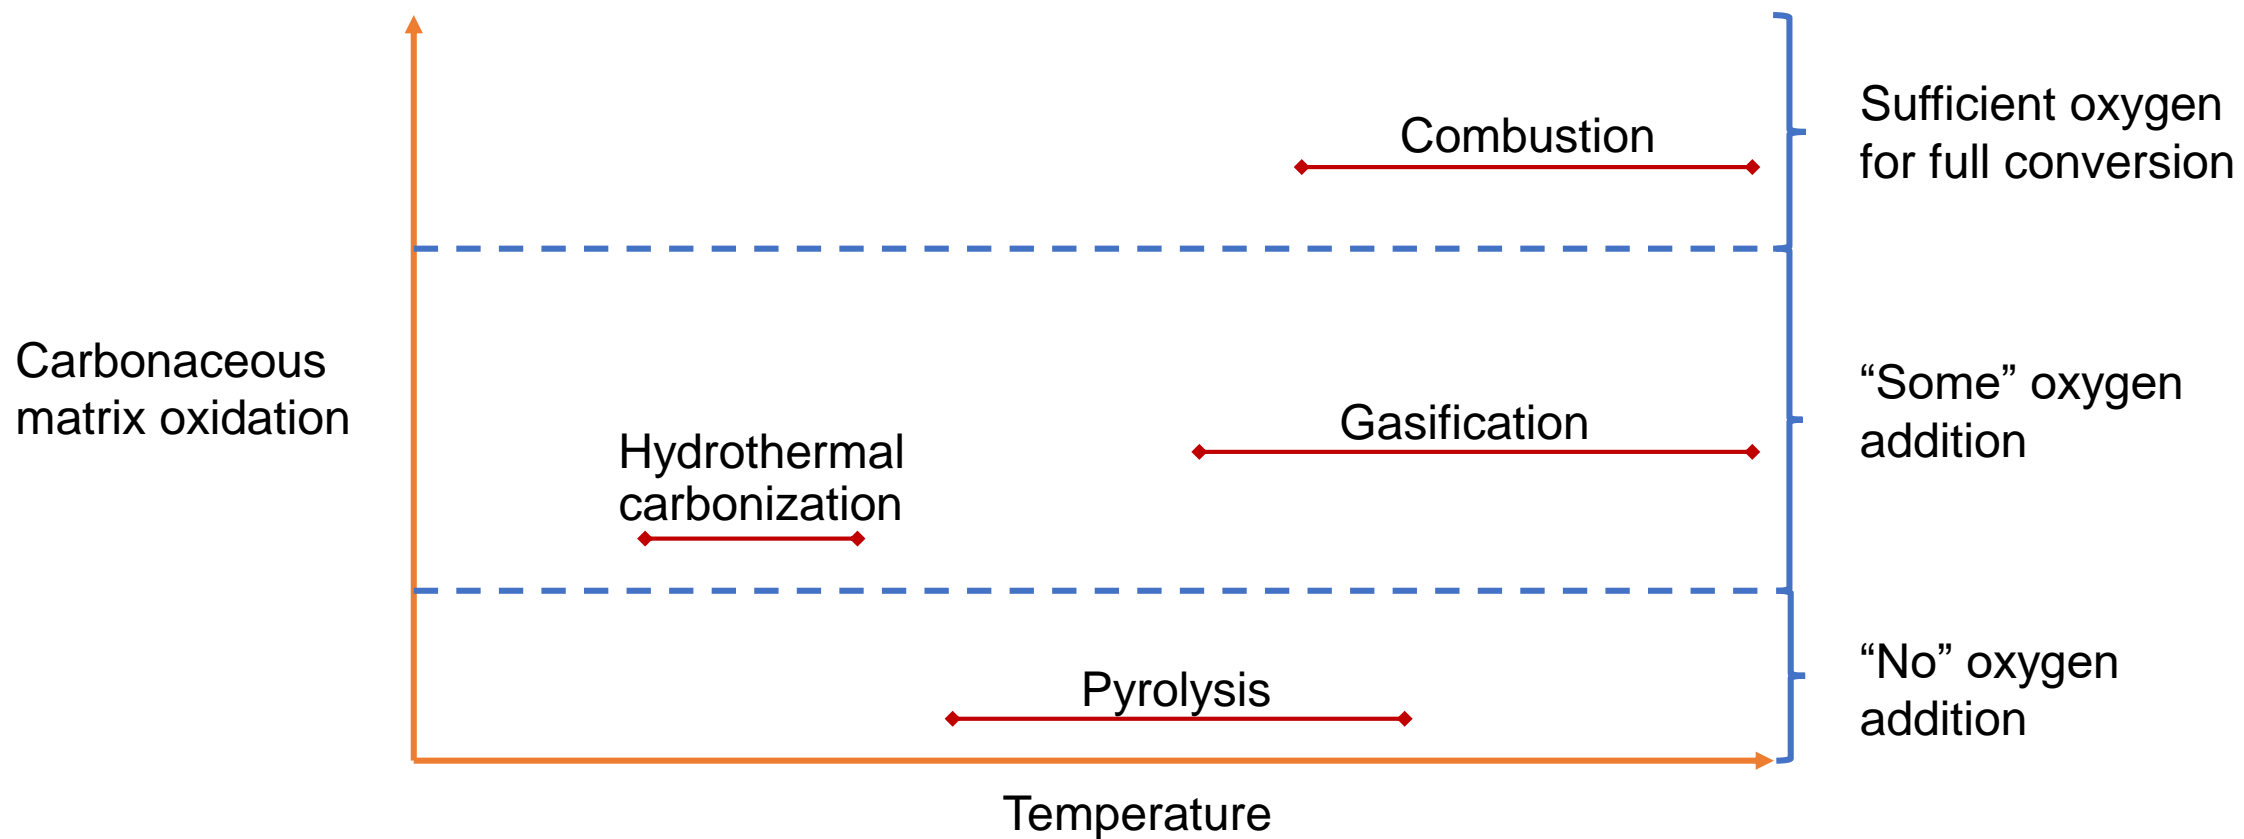 Combustion
Sufficient oxygen
for full conversion
Carbonaceous
matrix oxidation
Hydrothermal
carbonization
Gasification
“Some” oxygen
addition
Pyrolysis
“No” oxygen
addition
Temperature